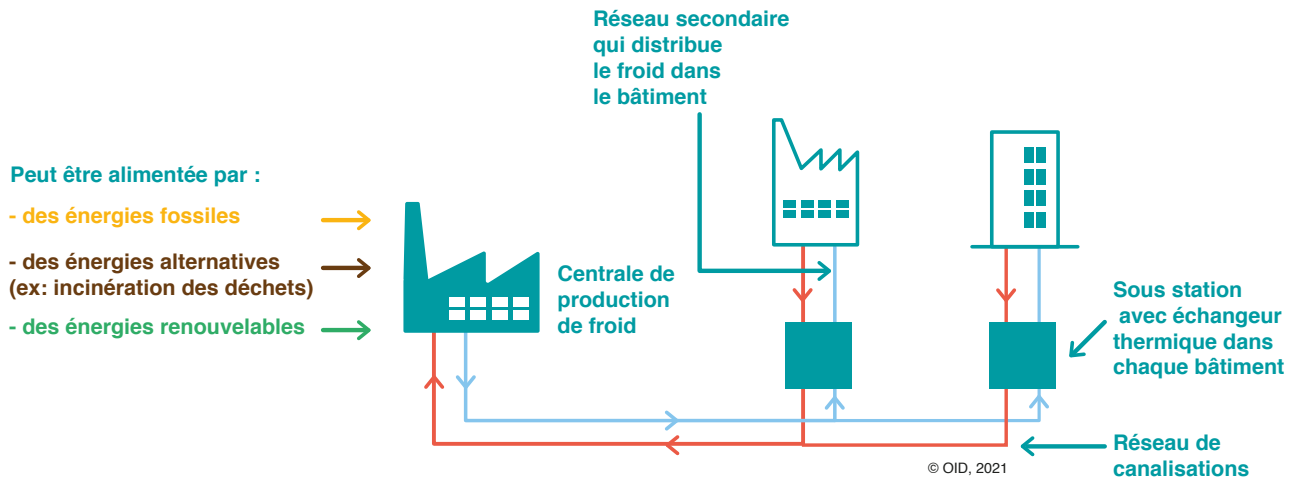 Réseau secondaire
qui distribue
le froid dans
le bâtiment
Peut être alimentée par :
- des énergies fossiles
- des énergies alternatives
(ex: incinération des déchets)
- des énergies renouvelables
Centrale de
production
de froid
Sous station
avec échangeur
thermique dans
chaque bâtiment
Réseau de
canalisations
© OID, 2021